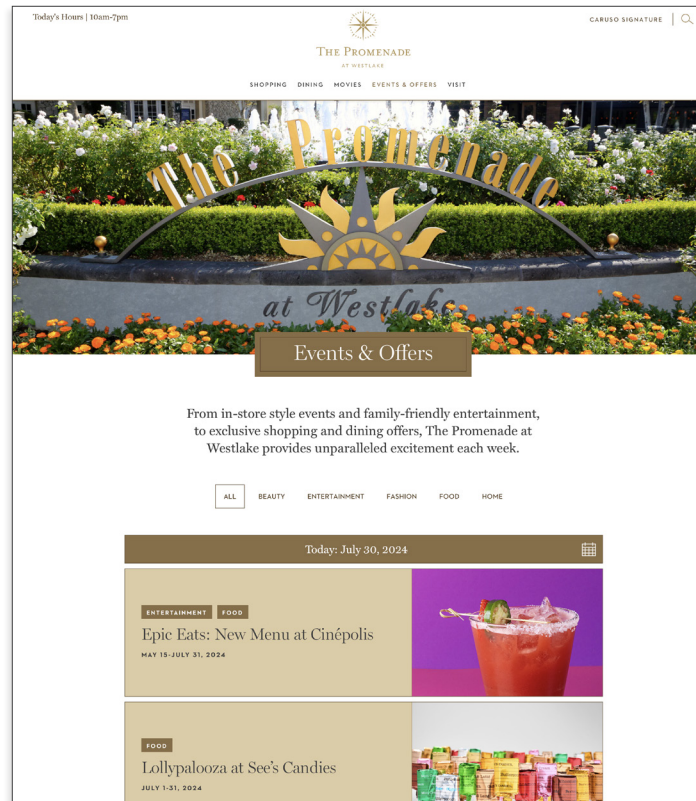 Today's Hours | 10am-7pm
CARUSO SIGNATURE
THE PROMENADE
AT WESTLAKE
SHOPPING DINING MOVIES EVENTS & OFFERS VISIT
The Promenade
at Westlake
Events & Offers
From in-store style events and family-friendly entertainment,
to exclusive shopping and dining offers, The Promenade at
Westlake provides unparalleled excitement each week.
ALL BEAUTY ENTERTAINMENT FASHION FOOD HOME
Today: July 30, 2024
ENTERTAINMENT FOOD
Epic Eats: New Menu at Cinépolis
MAY 15-JULY 31, 2024
FOOD
Lollypalooza at See's Candies
JULY 1-31, 2024